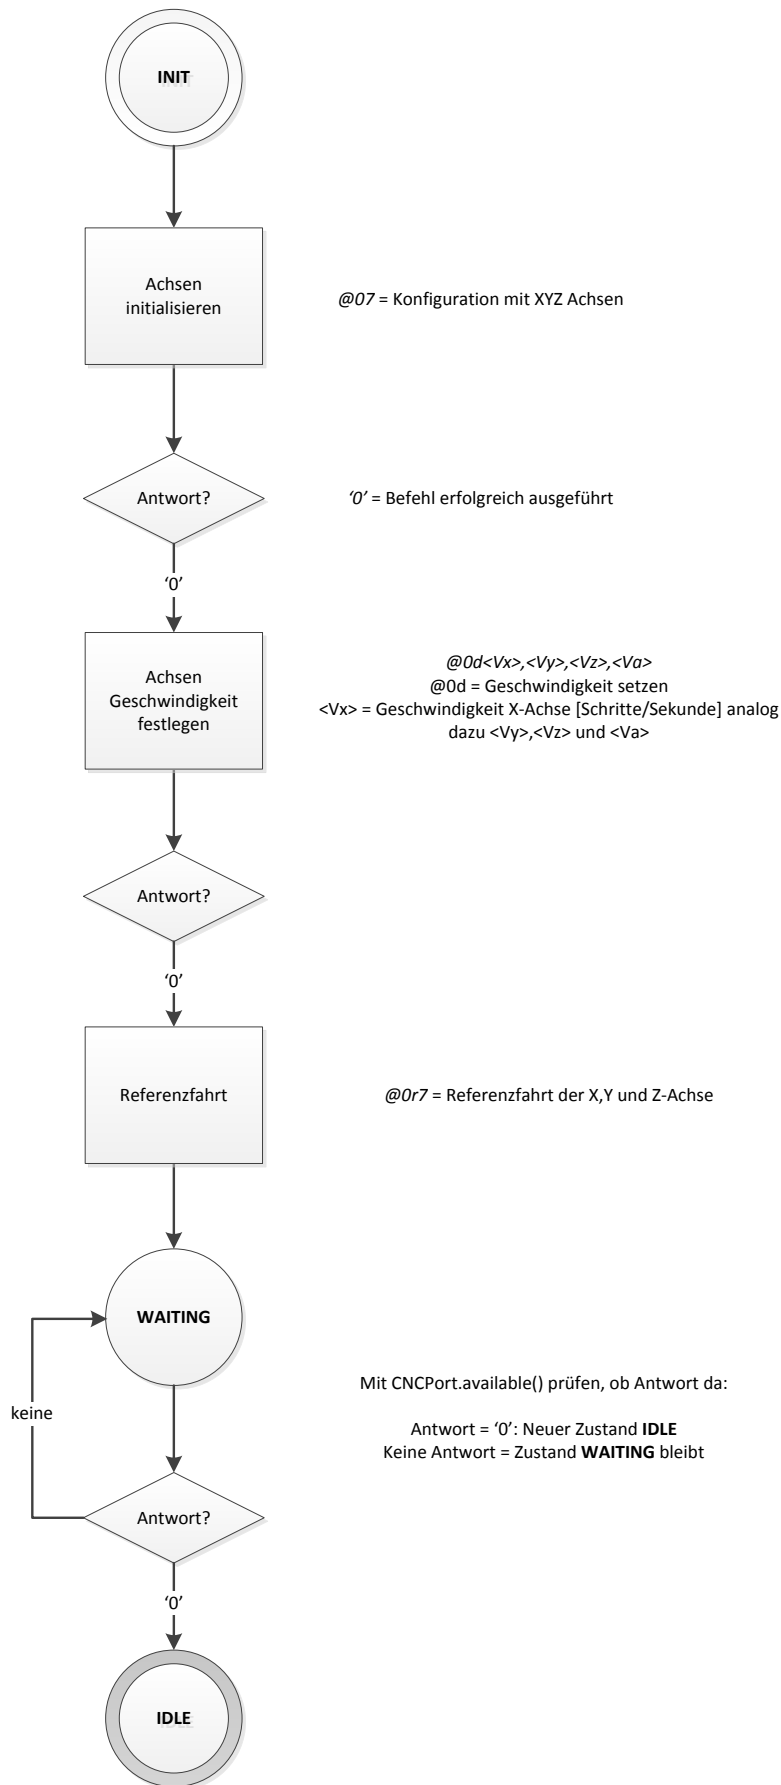 INIT
Achsen
initialisieren
@07 = Konfiguration mit XYZ Achsen
Antwort?
‘0’ = Befehl erfolgreich ausgeführt
‘0’
Achsen
Geschwindigkeit
festlegen
@0d<Vx>,<Vy>,<Vz>,<Va>
@0d = Geschwindigkeit setzen
<Vx> = Geschwindigkeit X-Achse [Schritte/Sekunde] analog
dazu <Vy>,<Vz> und <Va>
Antwort?
‘0’
Referenzfahrt
@0r7 = Referenzfahrt der X,Y und Z-Achse
WAITING
Mit CNCPort.available() prüfen, ob Antwort da:
Antwort = ‘0’: Neuer Zustand IDLE
Keine Antwort = Zustand WAITING bleibt
keine
Antwort?
‘0’
IDLE